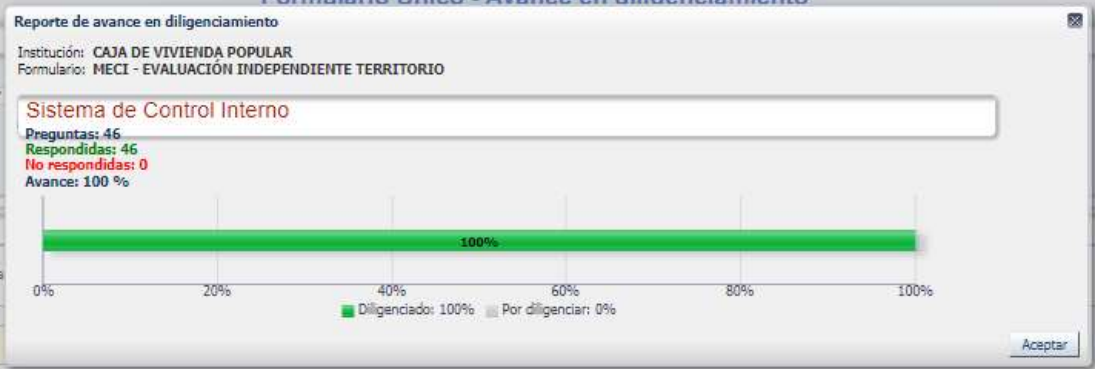 Formulario Único - Avance en diligenciamiento
Reporte de avance en diligenciamiento
Institución: CAJA DE VIVIENDA POPULAR
Formulario: MECI - EVALUACIÓN INDEPENDIENTE TERRITORIO
Sistema de Control Interno
Preguntas: 46
Respondidas: 46
No respondidas: 0
Avance: 100 %
100%
0% 20% 40% 60% 80% 100%
Diligenciado: 100% Por diligenciar: 0%
Aceptar